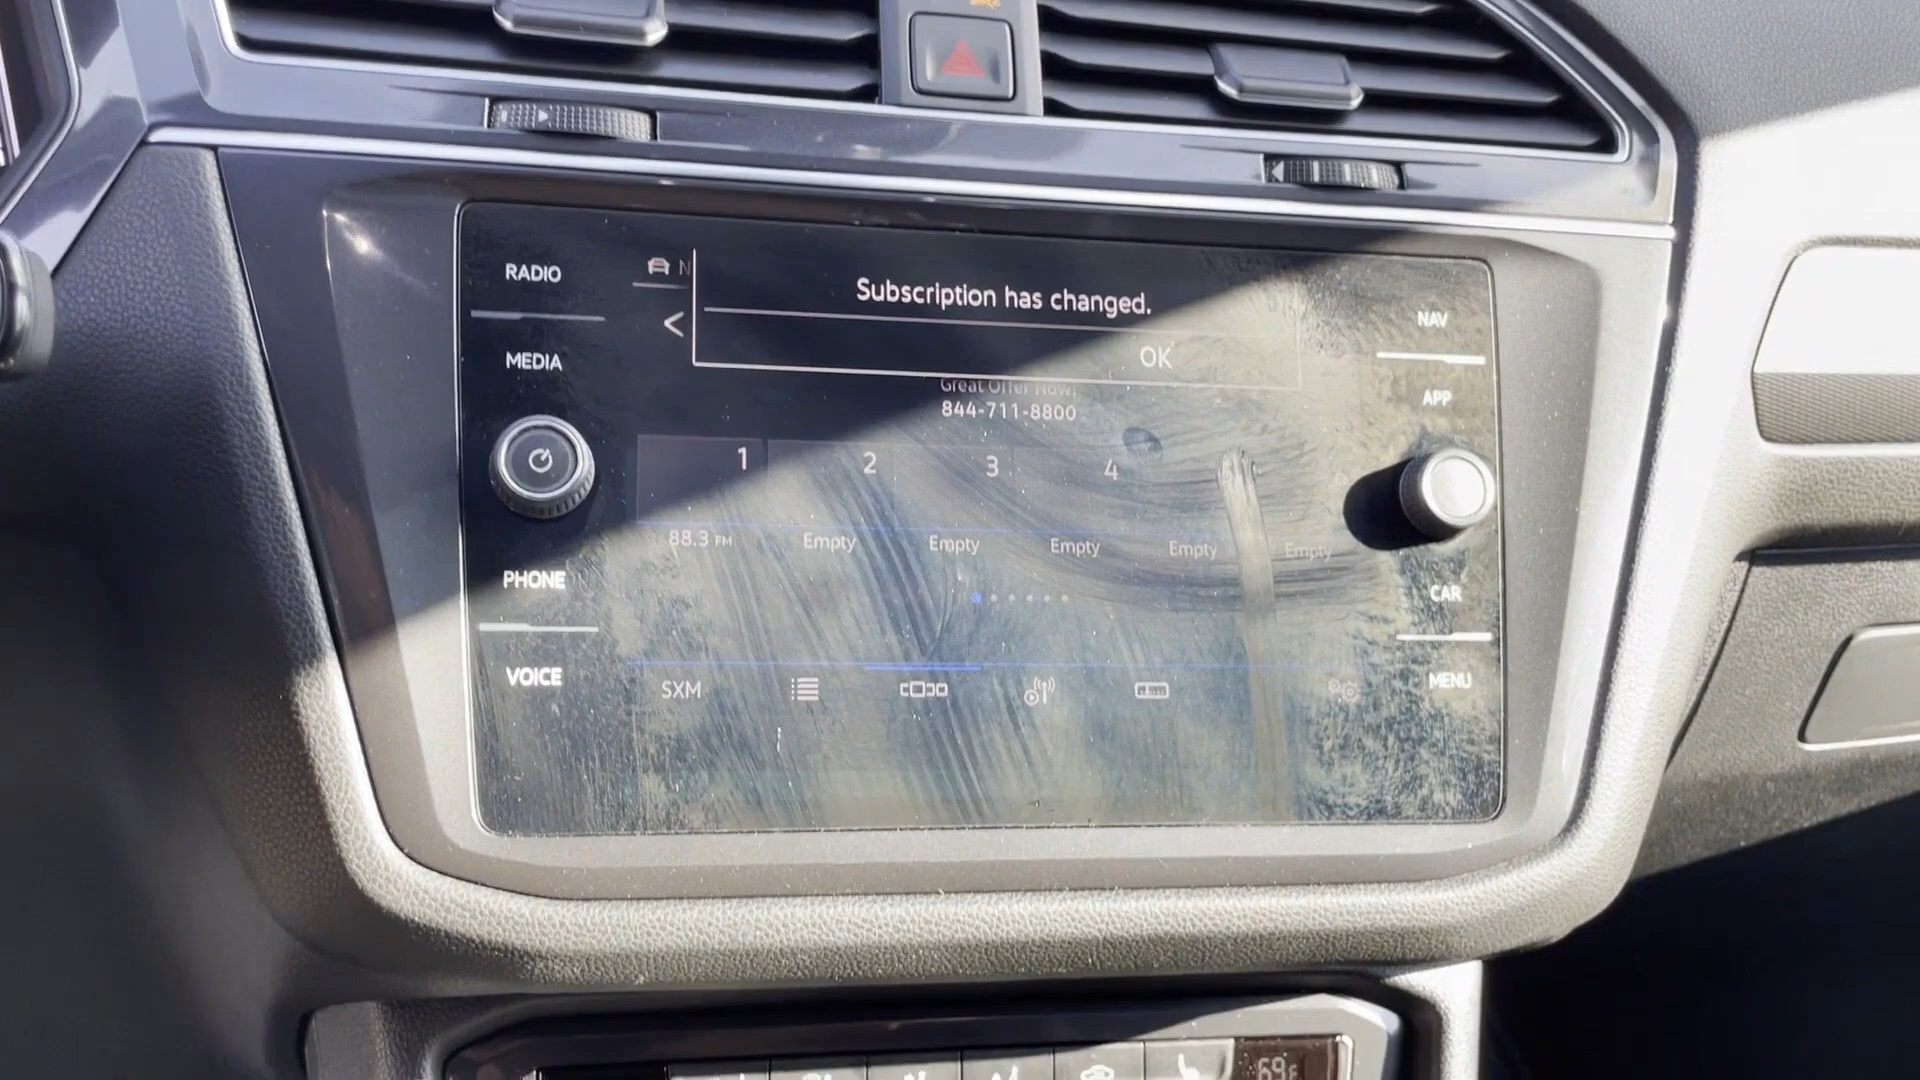 RADIO
N
Subscription has changed.
NAV
<
MEDIA
OK
Great Offer Now!
APP
844-711-8800
1
2
3
4
88.3 FM
Empty
Empty
Empty
Empty
Empty
PHONE
CAR
VOICE
SXM
MENU
69F